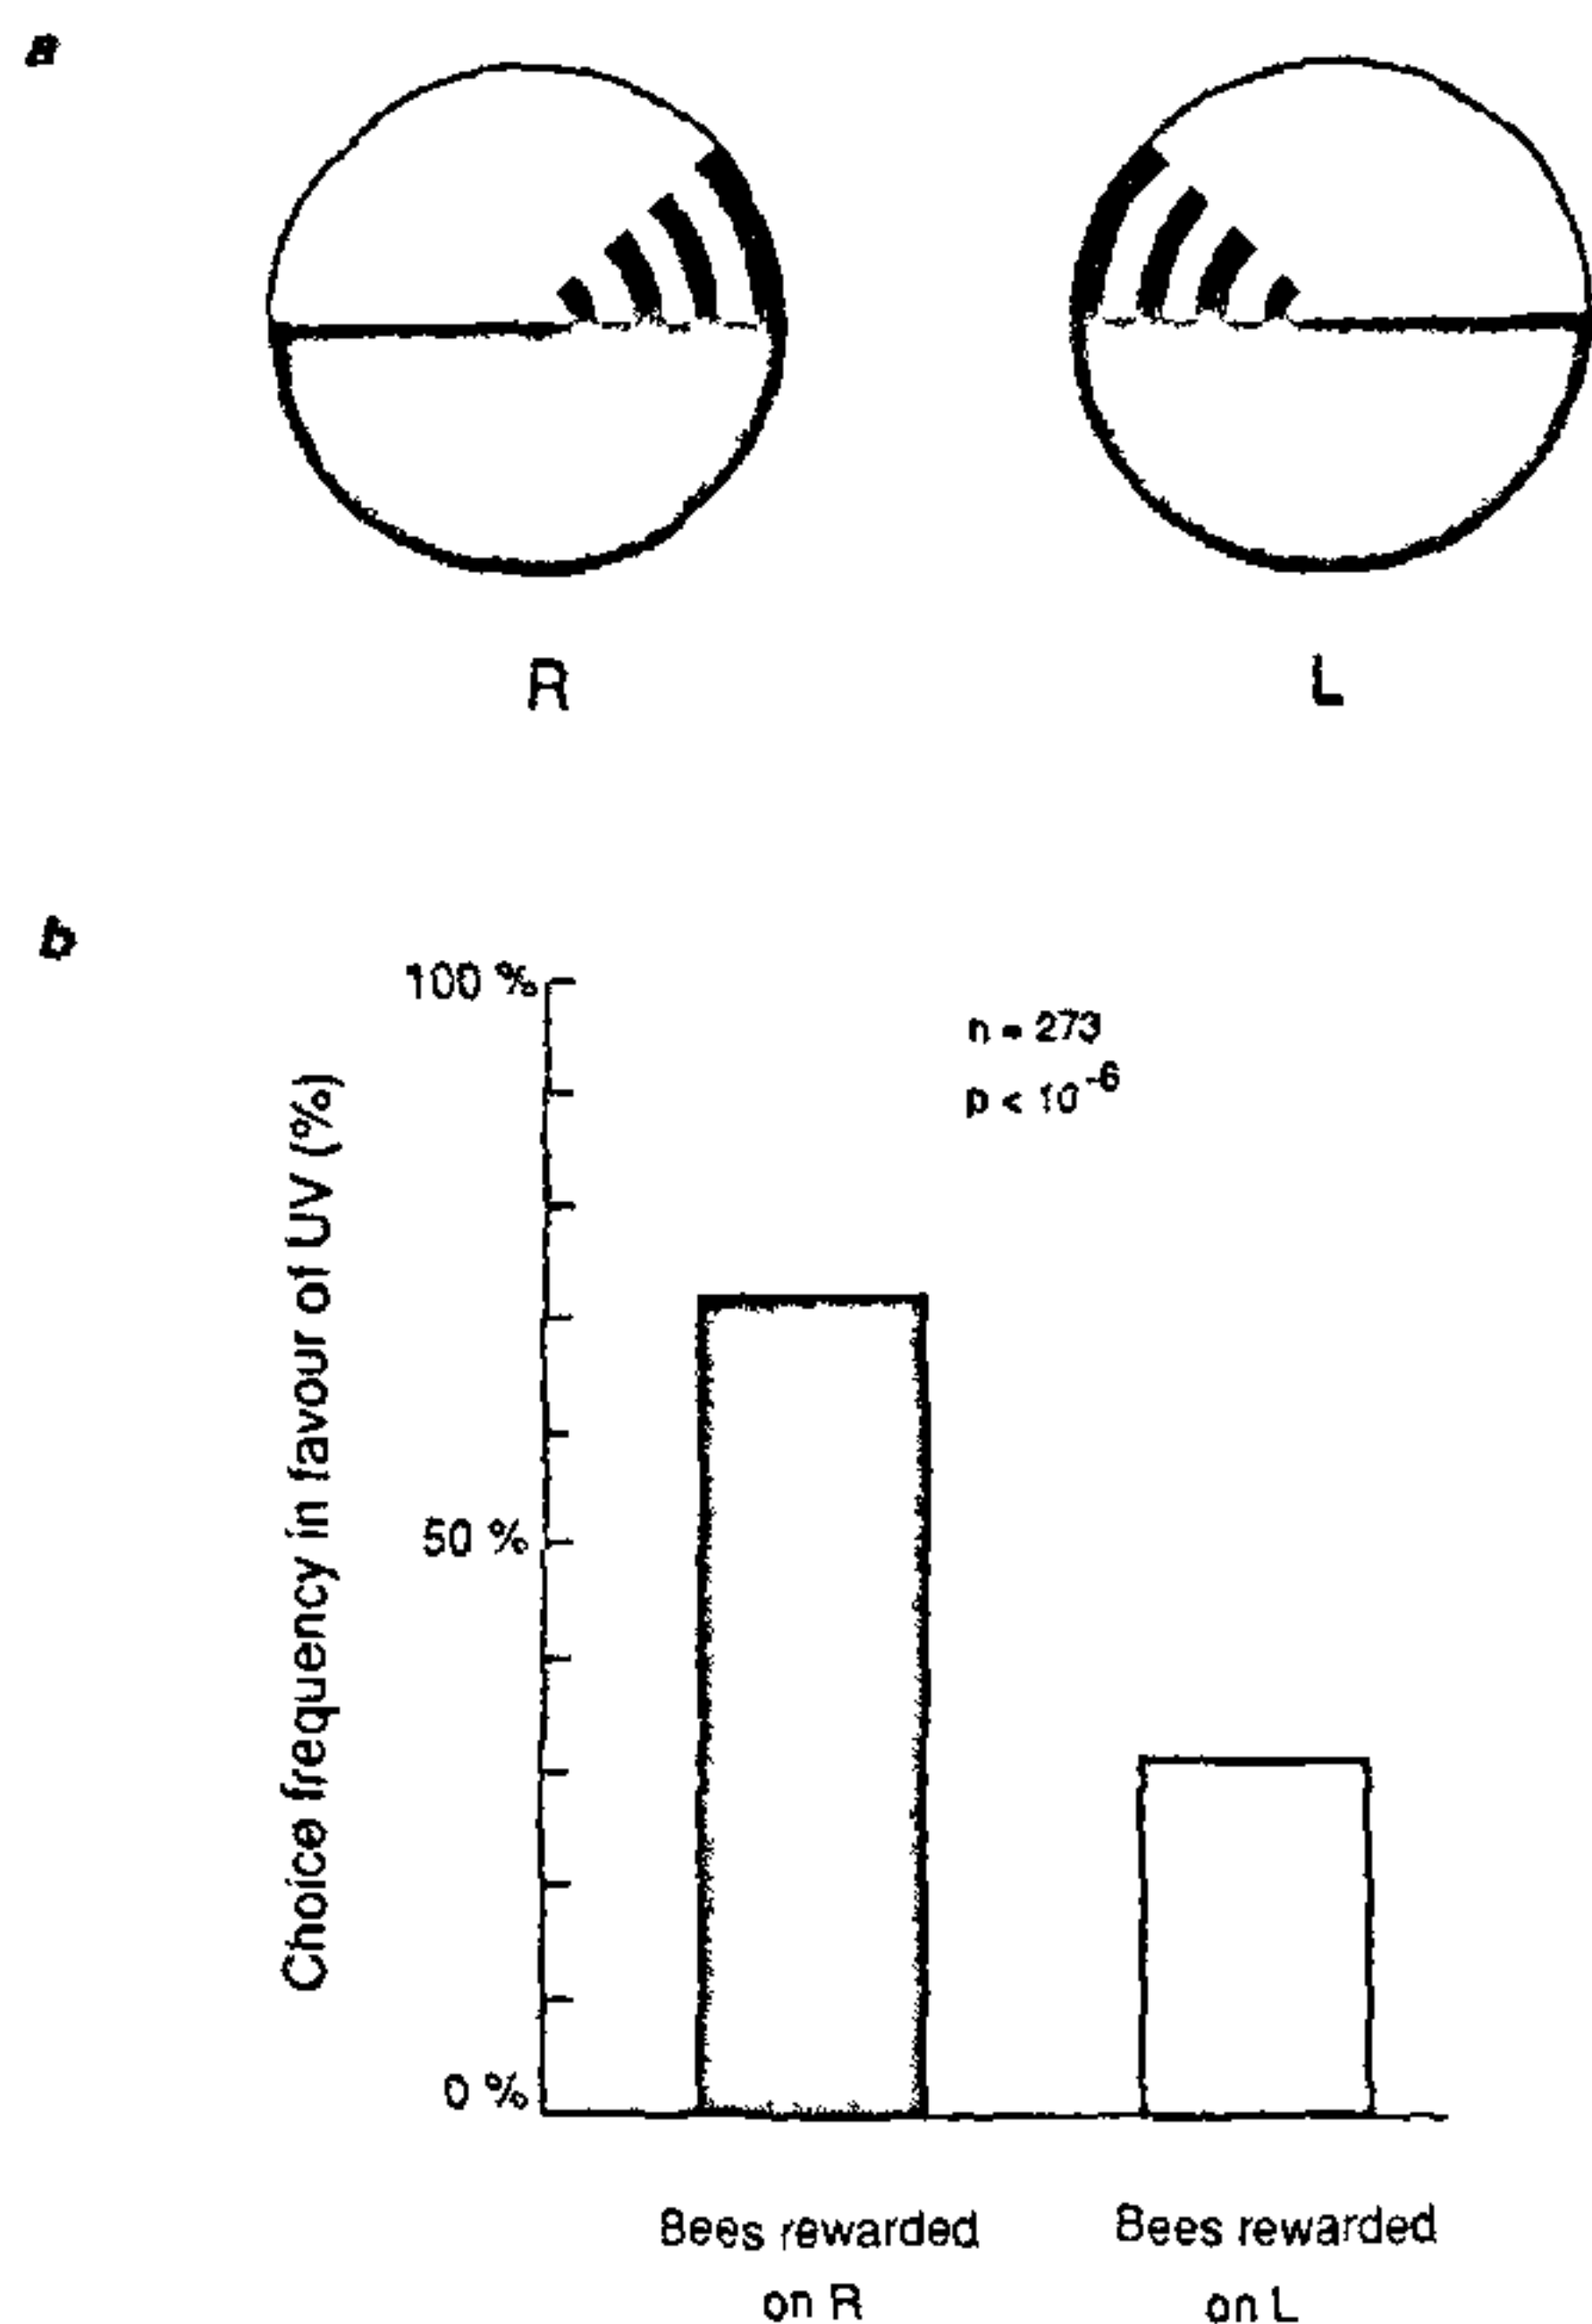 a
R L
b
100 %
n = 273
p < 10⁻⁶
Choice frequency in favour of UV (%)
50 %
0 %
Bees rewarded Bees rewarded
on R on L